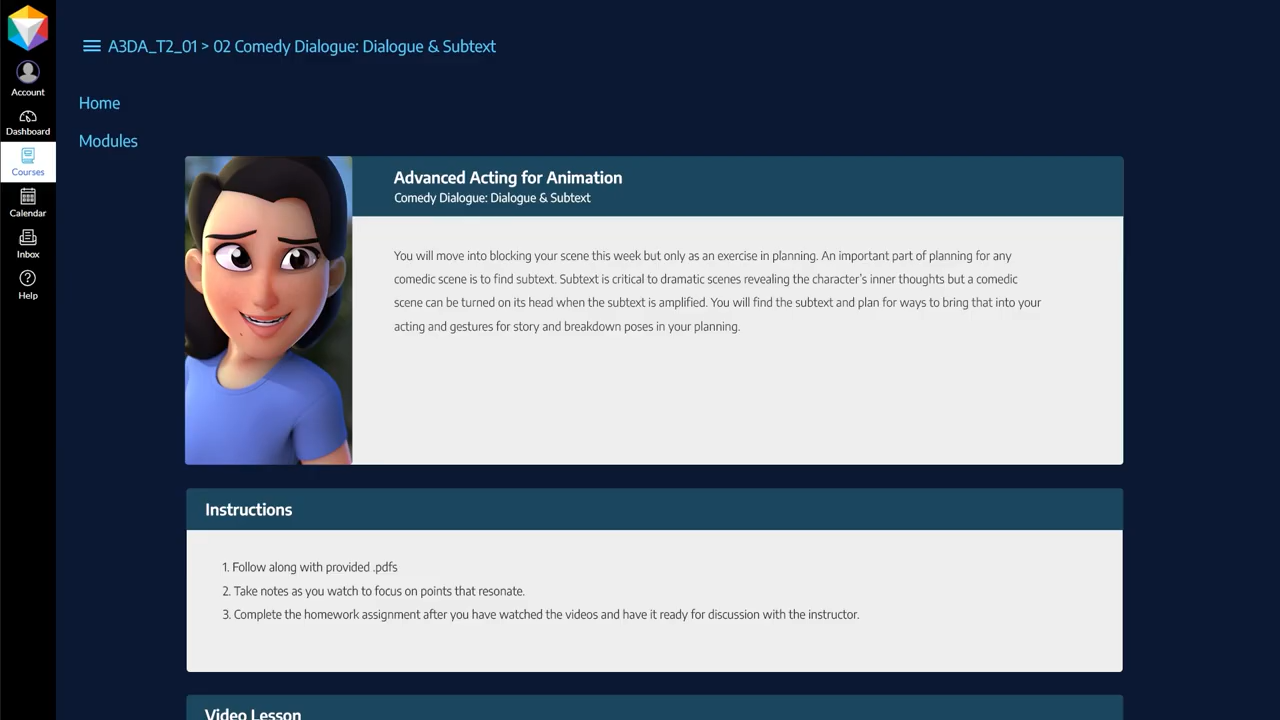 A3DA_T2_01 > 02 Comedy Dialogue: Dialogue & Subtext
Account
Dashboard
Courses
Calendar
Inbox
Help
Home
Modules
Advanced Acting for Animation
Comedy Dialogue: Dialogue & Subtext
You will move into blocking your scene this week but only as an exercise in planning. An important part of planning for any
comedic scene is to find subtext. Subtext is critical to dramatic scenes revealing the character's inner thoughts but a comedic
scene can be turned on its head when the subtext is amplified. You will find the subtext and plan for ways to bring that into your
acting and gestures for story and breakdown poses in your planning.
Instructions
1. Follow along with provided .pdfs
2. Take notes as you watch to focus on points that resonate.
3. Complete the homework assignment after you have watched the videos and have it ready for discussion with the instructor.
Video Lesson